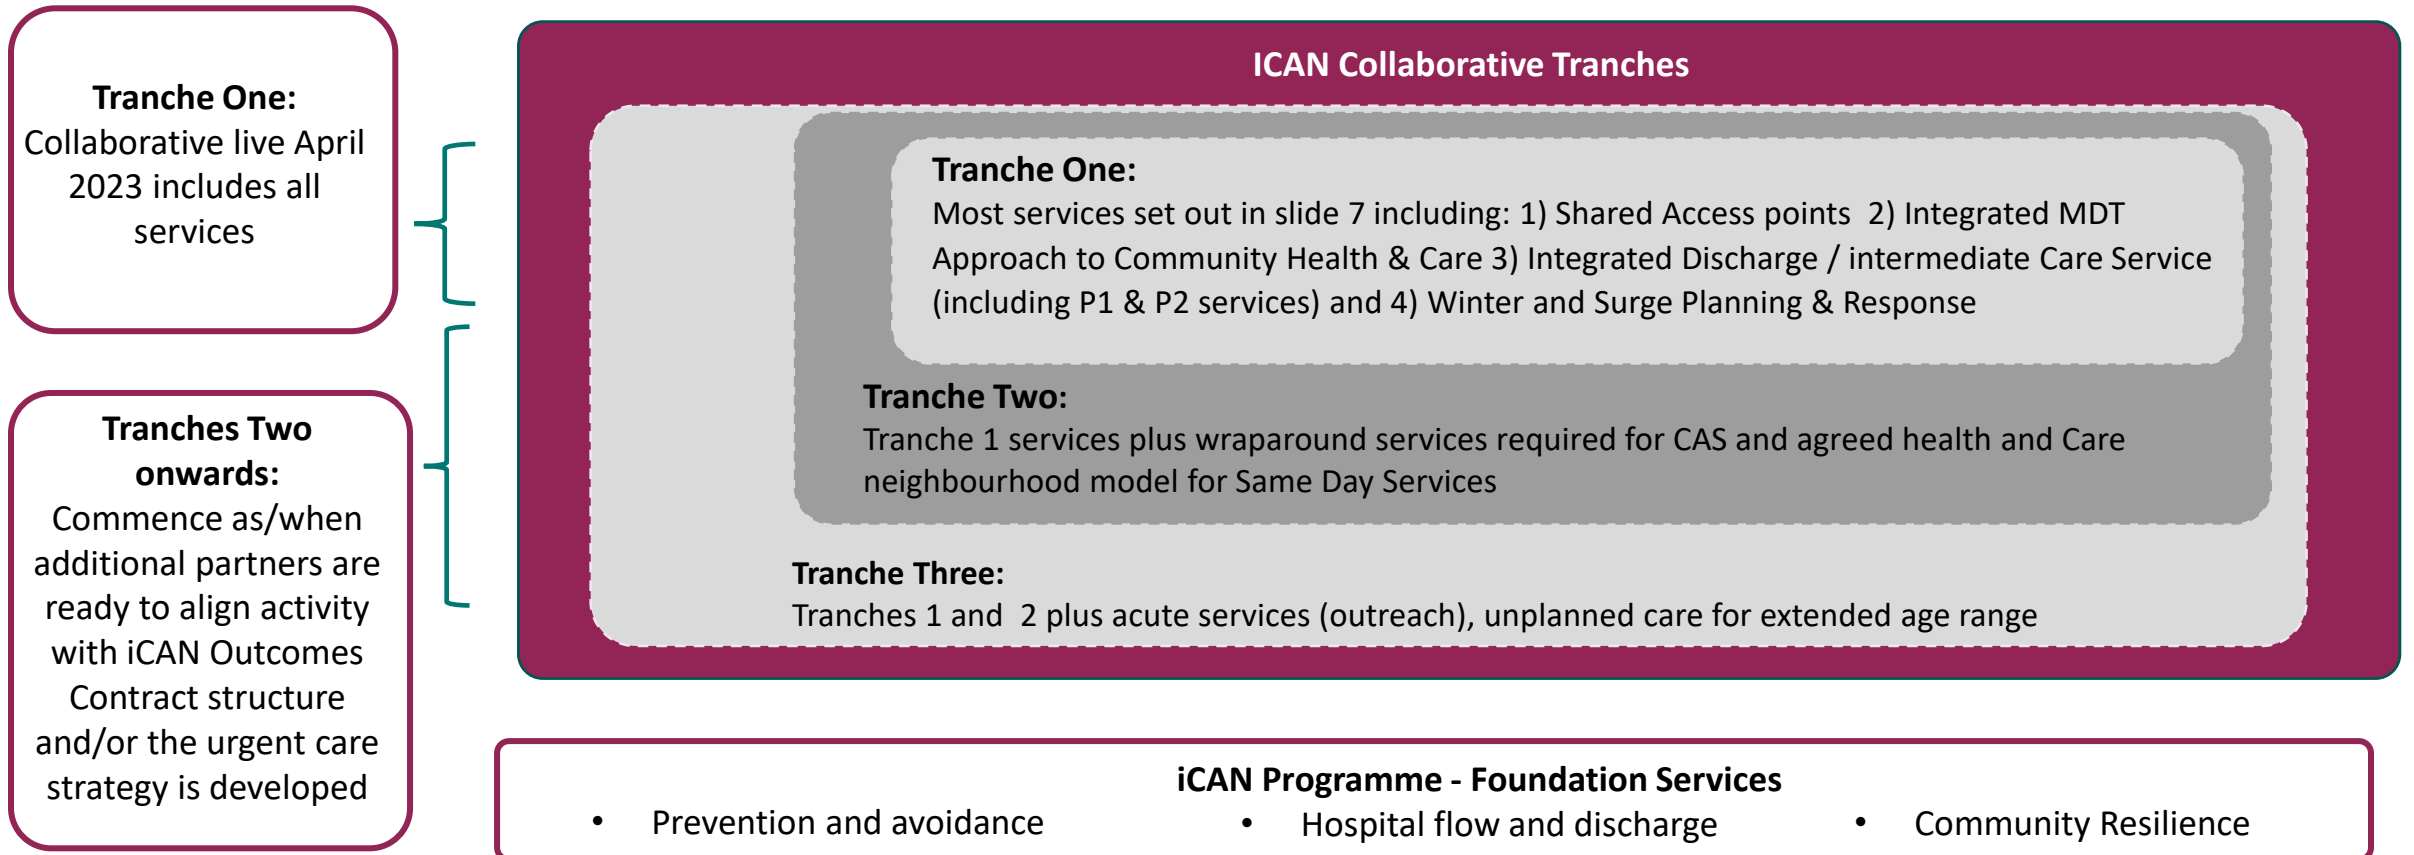 Tranche One:
Collaborative live April
2023 includes all
services
Tranches Two
onwards:
Commence as/when
additional partners are
ready to align activity
with iCAN Outcomes
Contract structure
and/or the urgent care
strategy is developed
ICAN Collaborative Tranches
Tranche One:
Most services set out in slide 7 including: 1) Shared Access points  2) Integrated MDT
Approach to Community Health & Care 3) Integrated Discharge / intermediate Care Service
(including P1 & P2 services) and 4) Winter and Surge Planning & Response
Tranche Two:
Tranche 1 services plus wraparound services required for CAS and agreed health and Care
neighbourhood model for Same Day Services
Tranche Three:
Tranches 1 and  2 plus acute services (outreach), unplanned care for extended age range
iCAN Programme - Foundation Services
• Prevention and avoidance
• Hospital flow and discharge
• Community Resilience